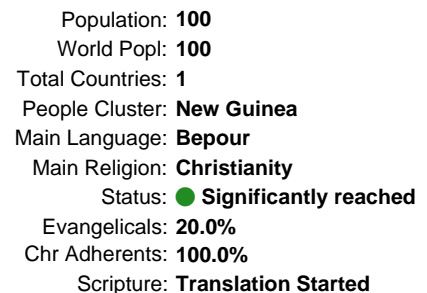 Population: 100
World Popl: 100
Total Countries: 1
People Cluster: New Guinea
Main Language: Bepour
Main Religion: Christianity
Status: Significantly reached
Evangelicals: 20.0%
Chr Adherents: 100.0%
Scripture: Translation Started